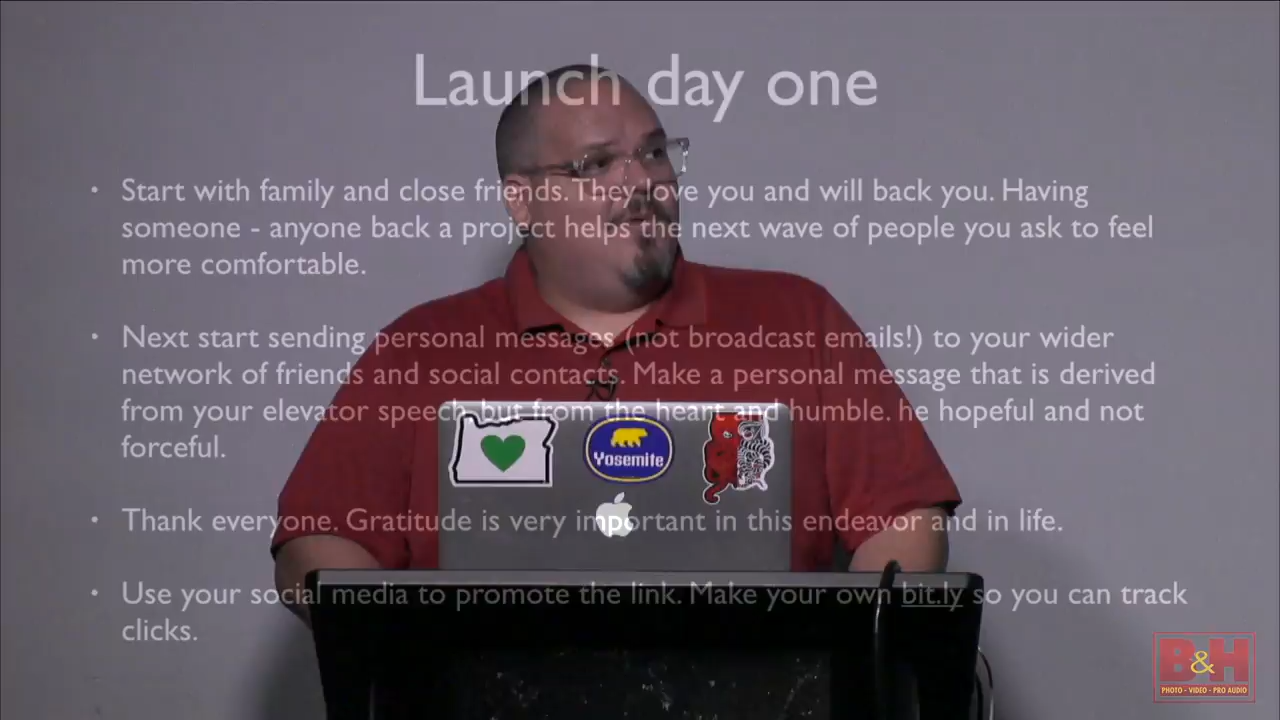 Launch day one
• Start with family and close friends. They love you and will back you. Having
someone - anyone back a project helps the next wave of people you ask to feel
more comfortable.
• Next start sending personal messages (not broadcast emails!) to your wider
network of friends and social contacts. Make a personal message that is derived
from your elevator speech but from the heart and humble. he hopeful and not
forceful.
• Thank everyone. Gratitude is very important in this endeavor and in life.
• Use your social media to promote the link. Make your own bit.ly so you can track
clicks.
Yosemite
B&H
PHOTO - VIDEO - PRO AUDIO